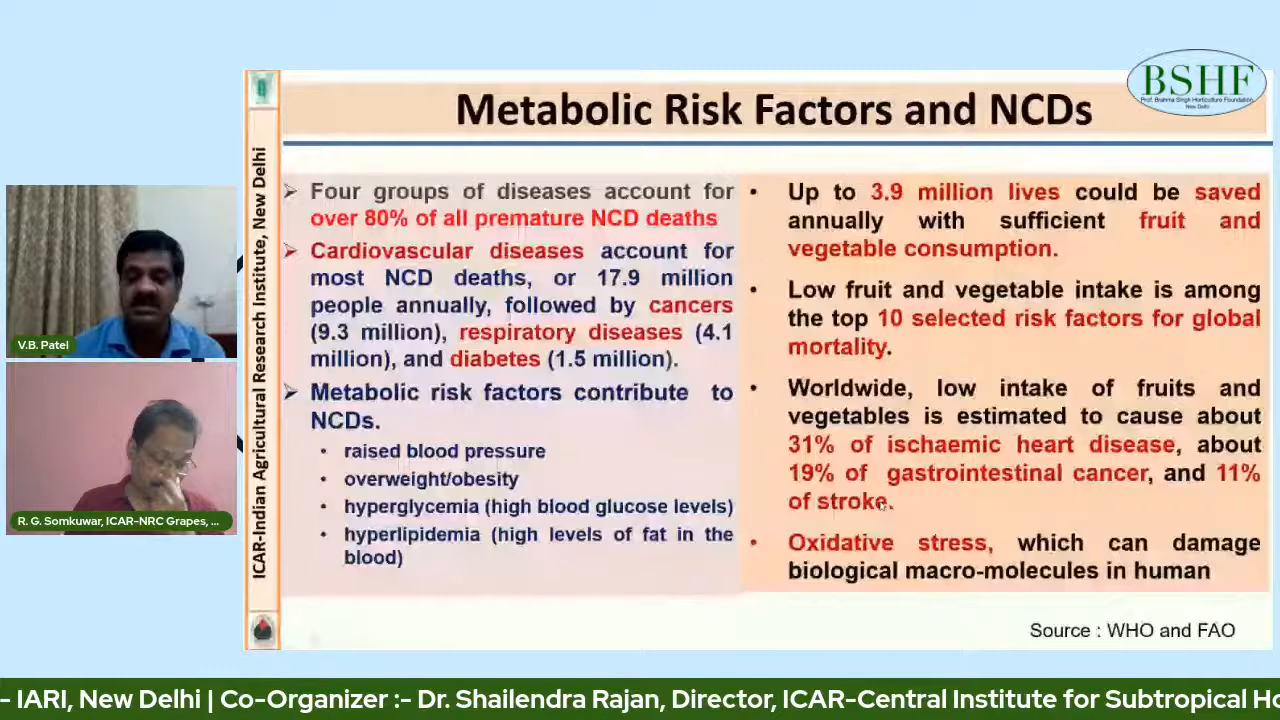 BSHF
Prof. Brahma Singh Horticulture Foundation
New Delhi
Metabolic Risk Factors and NCDs
ICAR-Indian Agricultural Research Institute, New Delhi
Four groups of diseases account for
over 80% of all premature NCD deaths
Cardiovascular diseases account for
most NCD deaths, or 17.9 million
people annually, followed by cancers
(9.3 million), respiratory diseases (4.1
million), and diabetes (1.5 million).
Metabolic risk factors contribute to
NCDs.
• raised blood pressure
• overweight/obesity
• hyperglycemia (high blood glucose levels)
• hyperlipidemia (high levels of fat in the
blood)
• Up to 3.9 million lives could be saved
annually with sufficient fruit and
vegetable consumption.
• Low fruit and vegetable intake is among
the top 10 selected risk factors for global
mortality.
• Worldwide, low intake of fruits and
vegetables is estimated to cause about
31% of ischaemic heart disease, about
19% of gastrointestinal cancer, and 11%
of stroke.
• Oxidative stress, which can damage
biological macro-molecules in human
Source : WHO and FAO
V.B. Patel
R. G. Somkuwar, ICAR-NRC Grapes, ...
- IARI, New Delhi | Co-Organizer :- Dr. Shailendra Rajan, Director, ICAR-Central Institute for Subtropical Ho